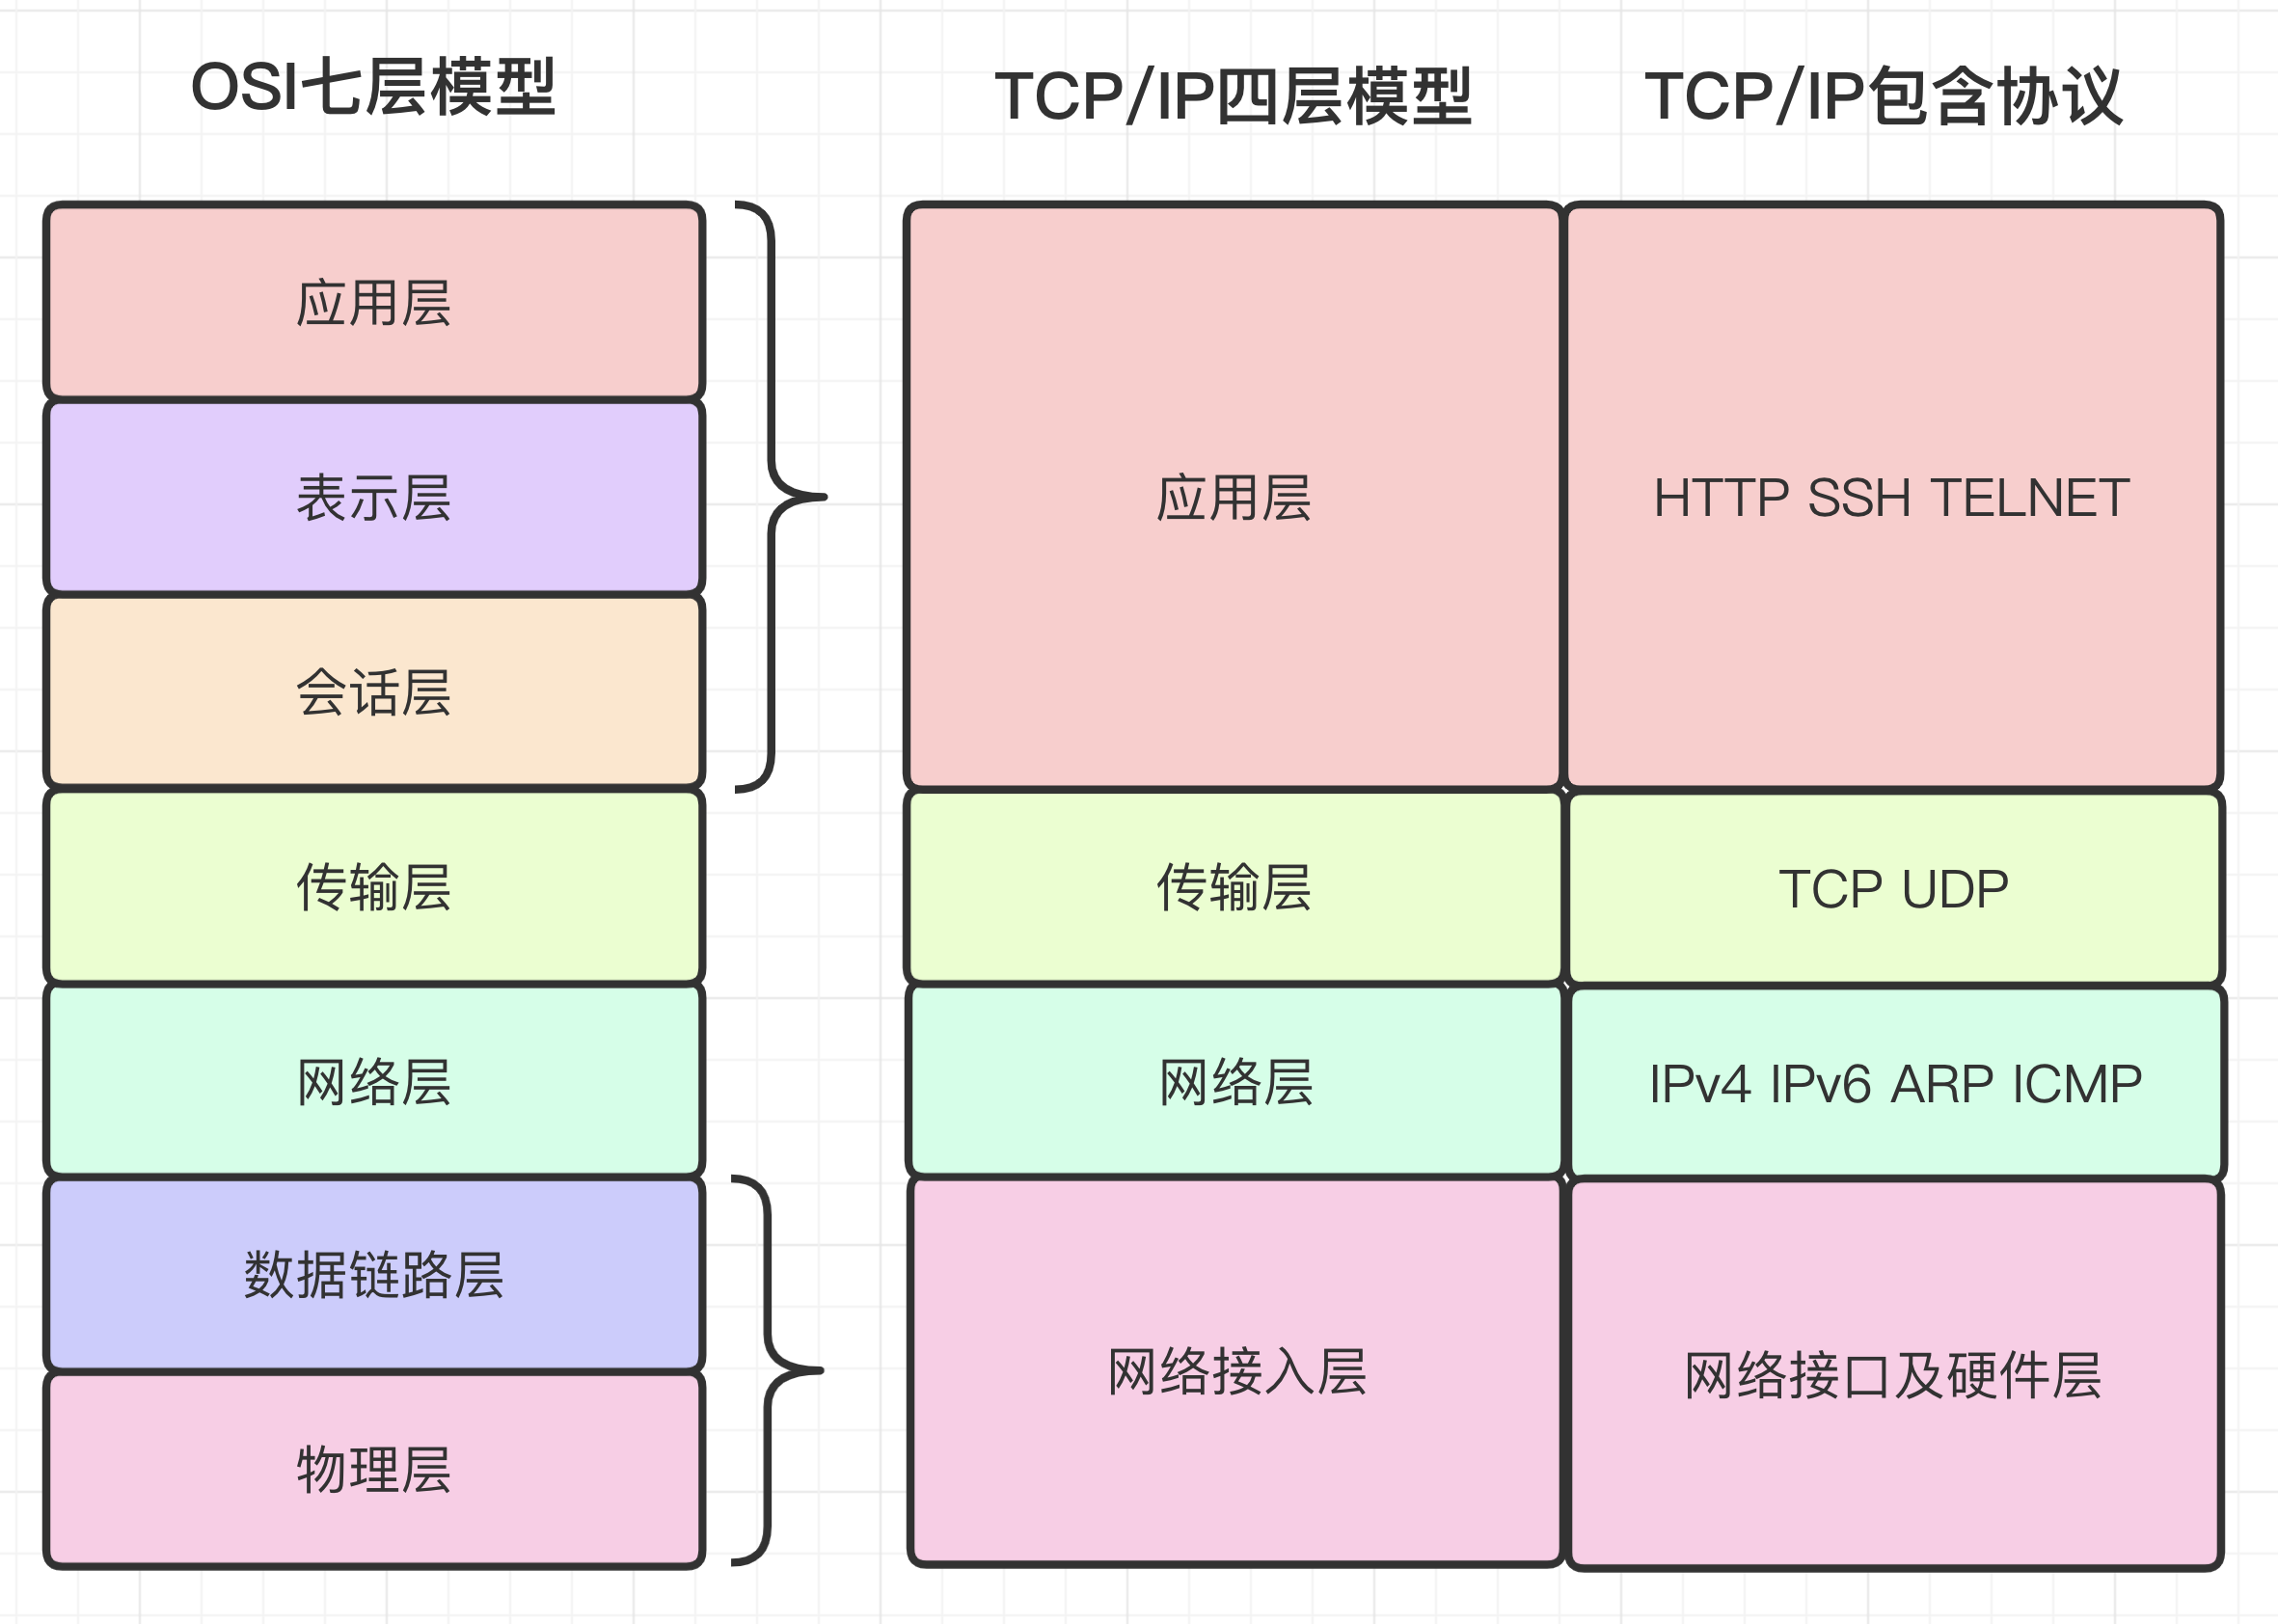 OSI七层模型
TCP/IP四层模型
TCP/IP包含协议
应用层
表示层
会话层
传输层
网络层
数据链路层
物理层
应用层
传输层
网络层
网络接入层
HTTP SSH TELNET
TCP UDP
IPv4 IPv6 ARP ICMP
网络接口及硬件层